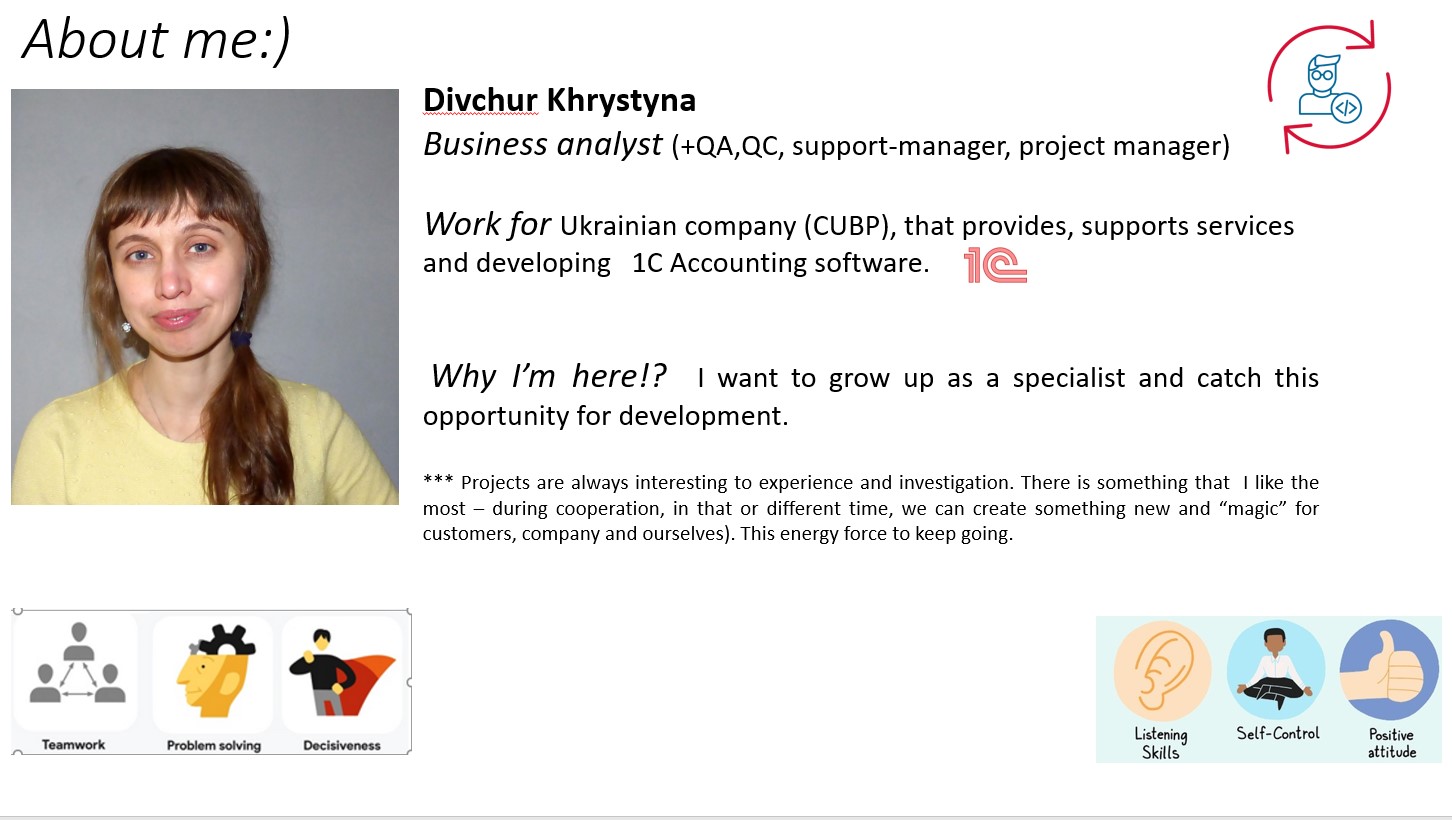 About me:)
Divchur Khrystyna
Business analyst (+QA,QC, support-manager, project manager)
Work for Ukrainian company (CUBP), that provides, supports services
and developing 1C Accounting software.
1C
Why I’m here!? I want to grow up as a specialist and catch this
opportunity for development.
*** Projects are always interesting to experience and investigation. There is something that I like the
most – during cooperation, in that or different time, we can create something new and “magic” for
customers, company and ourselves). This energy force to keep going.
Teamwork
Problem solving
Decisiveness
Listening
Skills
Self-Control
Positive
attitude